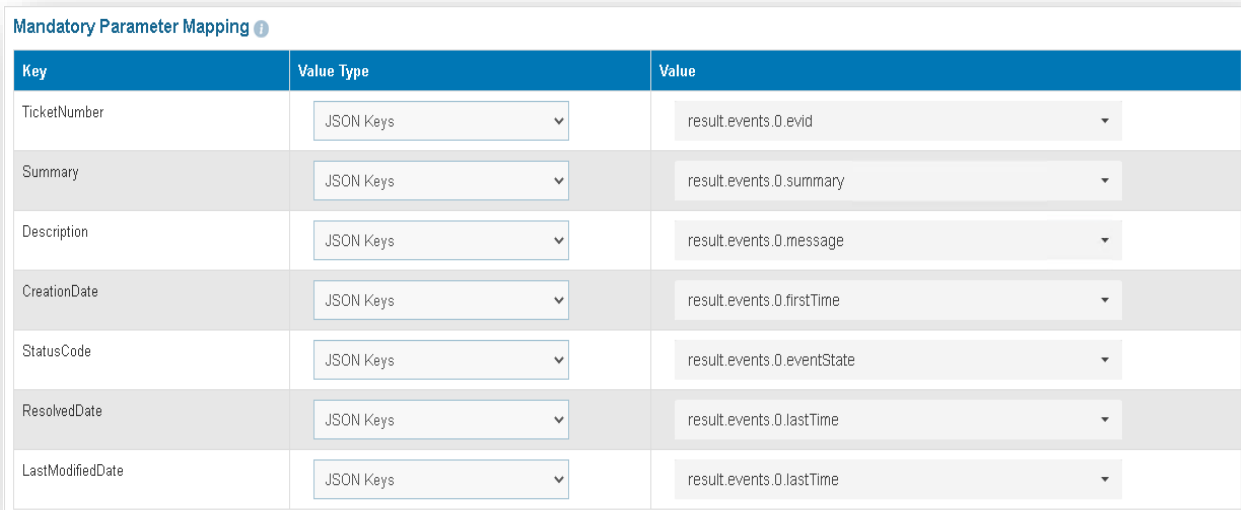 Mandatory Parameter Mapping i
Key Value Type Value
TicketNumber JSON Keys result.events.0.evid
Summary JSON Keys result.events.0.summary
Description JSON Keys result.events.0.message
CreationDate JSON Keys result.events.0.firstTime
StatusCode JSON Keys result.events.0.eventState
ResolvedDate JSON Keys result.events.0.lastTime
LastModifiedDate JSON Keys result.events.0.lastTime